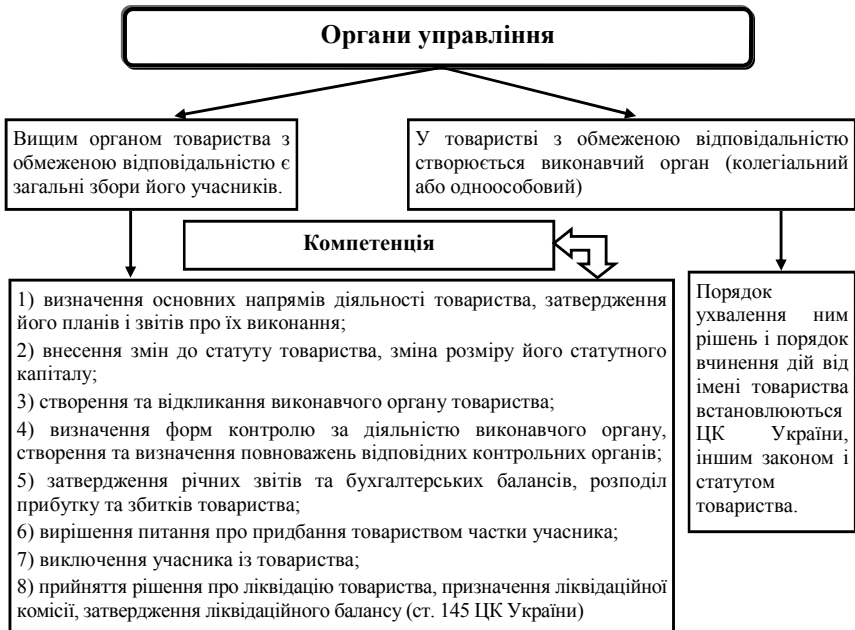 Органи управління
Вищим органом товариства з
обмеженою відповідальністю є
загальні збори його учасників.
У товаристві з обмеженою відповідальністю
створюється виконавчий орган (колегіальний
або одноособовий)
Компетенція
1) визначення основних напрямів діяльності товариства, затвердження
його планів і звітів про їх виконання;
2) внесення змін до статуту товариства, зміна розміру його статутного
капіталу;
3) створення та відкликання виконавчого органу товариства;
4) визначення форм контролю за діяльністю виконавчого органу,
створення та визначення повноважень відповідних контрольних органів;
5) затвердження річних звітів та бухгалтерських балансів, розподіл
прибутку та збитків товариства;
6) вирішення питання про придбання товариством частки учасника;
7) виключення учасника із товариства;
8) прийняття рішення про ліквідацію товариства, призначення ліквідаційної
комісії, затвердження ліквідаційного балансу (ст. 145 ЦК України)
Порядок
ухвалення ним
рішень і порядок
вчинення дій від
імені товариства
встановлюються
ЦК України,
іншим законом і
статутом
товариства.